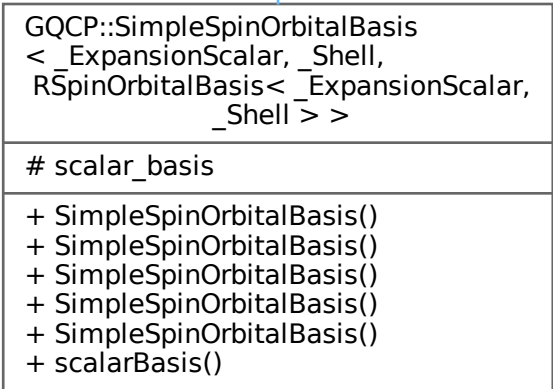 GQCP::SimpleSpinOrbitalBasis
< _ExpansionScalar, _Shell,
RSpinOrbitalBasis< _ExpansionScalar,
_Shell > >
# scalar_basis
+ SimpleSpinOrbitalBasis()
+ SimpleSpinOrbitalBasis()
+ SimpleSpinOrbitalBasis()
+ SimpleSpinOrbitalBasis()
+ SimpleSpinOrbitalBasis()
+ scalarBasis()